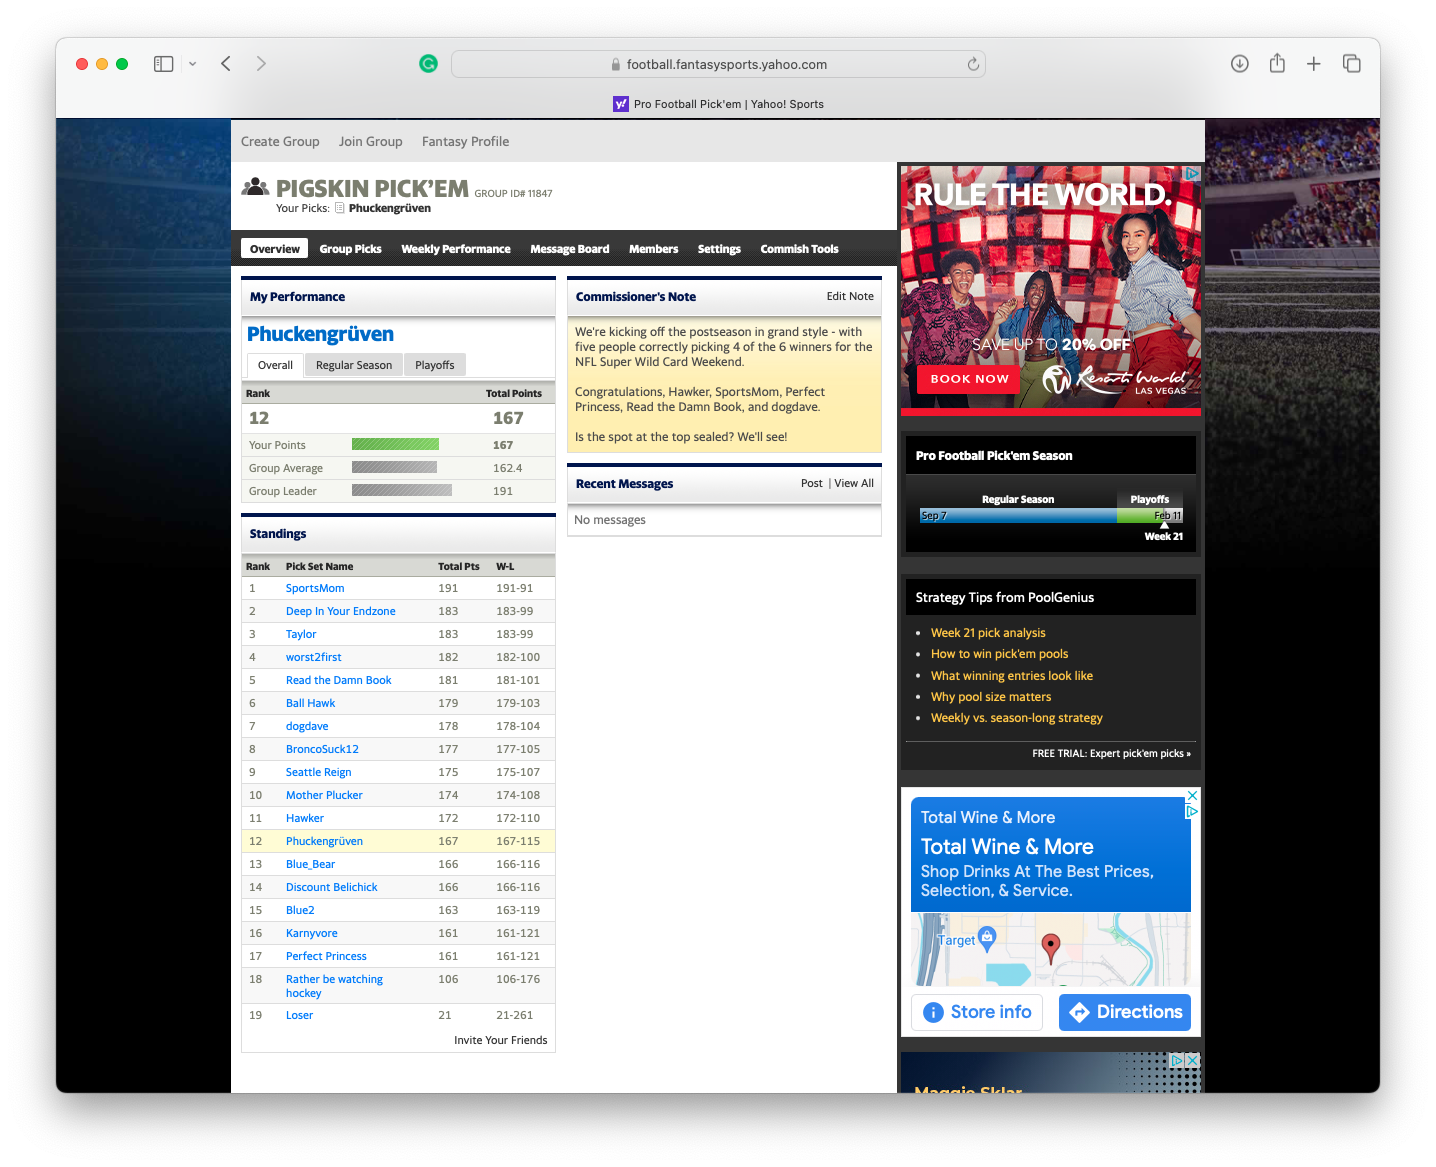 football.fantasysports.yahoo.com
y! Pro Football Pick'em | Yahoo! Sports
Create Group Join Group Fantasy Profile
PIGSKIN PICK'EM GROUP ID# 11847
Your Picks: Phuckengrüven
Overview Group Picks Weekly Performance Message Board Members Settings Commish Tools
My Performance
Phuckengrüven
Overall Regular Season Playoffs
Rank Total Points
12 167
Your Points 167
Group Average 162.4
Group Leader 191
Standings
Rank Pick Set Name Total Pts W-L
1 SportsMom 191 191-91
2 Deep In Your Endzone 183 183-99
3 Taylor 183 183-99
4 worst2first 182 182-100
5 Read the Damn Book 181 181-101
6 Ball Hawk 179 179-103
7 dogdave 178 178-104
8 BroncoSuck12 177 177-105
9 Seattle Reign 175 175-107
10 Mother Plucker 174 174-108
11 Hawker 172 172-110
12 Phuckengrüven 167 167-115
13 Blue_Bear 166 166-116
14 Discount Belichick 166 166-116
15 Blue2 163 163-119
16 Karnyvore 161 161-121
17 Perfect Princess 161 161-121
18 Rather be watching 106 106-176
hockey
19 Loser 21 21-261
Invite Your Friends
Commissioner's Note Edit Note
We're kicking off the postseason in grand style - with
five people correctly picking 4 of the 6 winners for the
NFL Super Wild Card Weekend.
Congratulations, Hawker, SportsMom, Perfect
Princess, Read the Damn Book, and dogdave.
Is the spot at the top sealed? We'll see!
Recent Messages Post | View All
No messages
RULE THE WORLD.
SAVE UP TO 20% OFF
BOOK NOW
Resorts World
LAS VEGAS
Pro Football Pick'em Season
Regular Season Playoffs
Sep 7 Feb 11
Week 21
Strategy Tips from PoolGenius
• Week 21 pick analysis
• How to win pick'em pools
• What winning entries look like
• Why pool size matters
• Weekly vs. season-long strategy
FREE TRIAL: Expert pick'em picks »
Total Wine & More
Total Wine & More
Shop Drinks At The Best Prices,
Selection, & Service.
Target
Store info Directions
Maggie Sklar